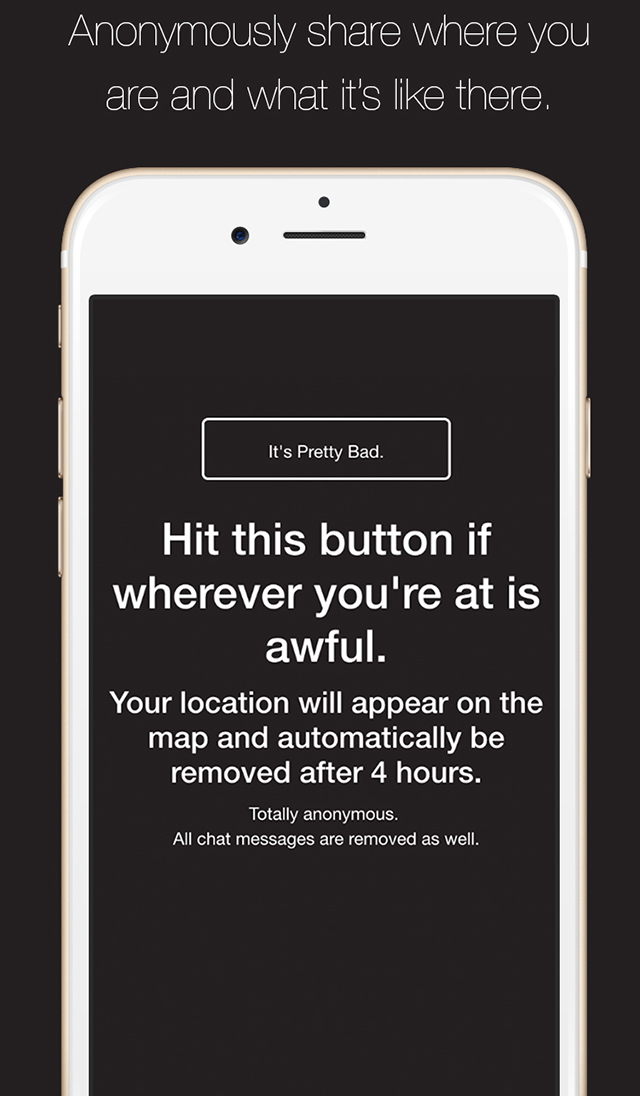 Anonymously share where you
are and what it's like there.
It's Pretty Bad.
Hit this button if
wherever you're at is
awful.
Your location will appear on the
map and automatically be
removed after 4 hours.
Totally anonymous.
All chat messages are removed as well.